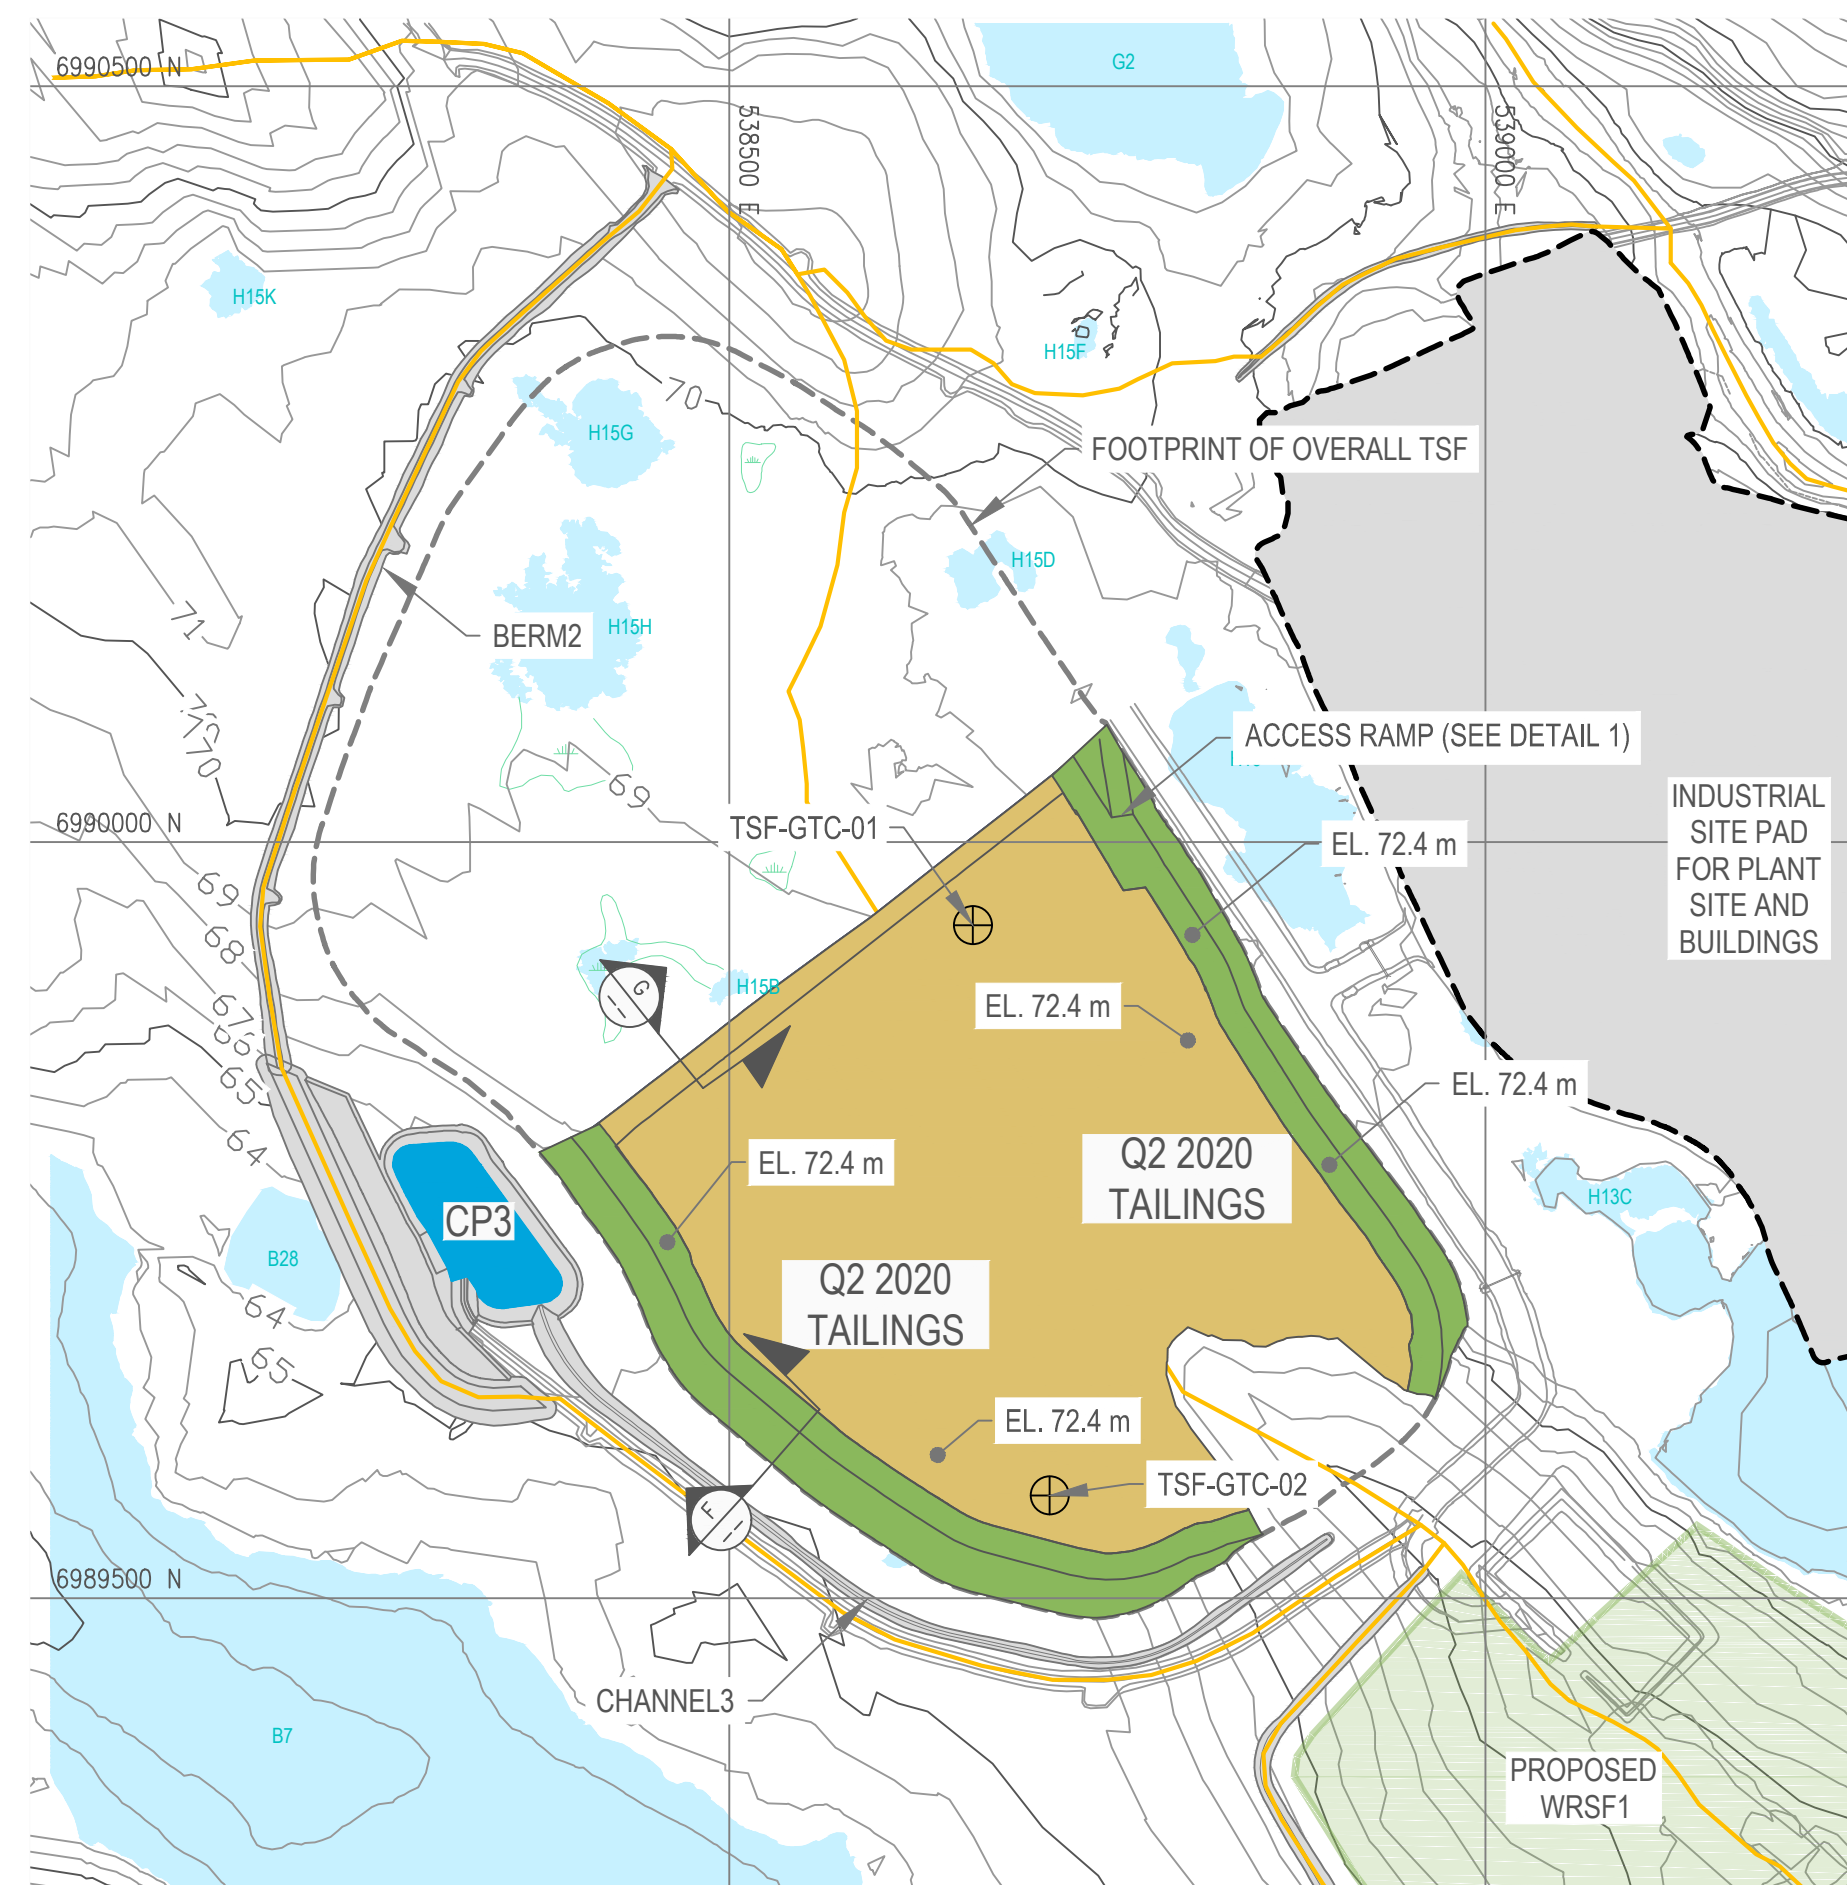 6990500 N
538500 E
539000 E
G2
H15K
H15F
H15G
70
FOOTPRINT OF OVERALL TSF
H15D
71
BERM2
H15H
70
69
ACCESS RAMP (SEE DETAIL 1)
INDUSTRIAL
SITE PAD
FOR PLANT
SITE AND
BUILDINGS
6990000 N
TSF-GTC-01
EL. 72.4 m
69
68
67
66
65
64
G
H15B
EL. 72.4 m
EL. 72.4 m
EL. 72.4 m
Q2 2020
TAILINGS
H13C
CP3
B28
Q2 2020
TAILINGS
64
65
EL. 72.4 m
TSF-GTC-02
F
6989500 N
CHANNEL3
B7
PROPOSED
WRSF1